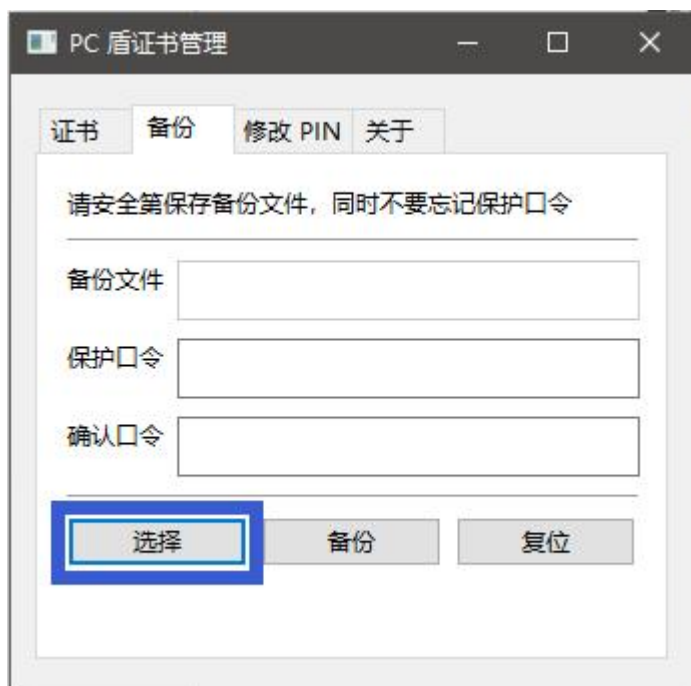 PC 盾证书管理
证书 备份 修改 PIN 关于
请安全第保存备份文件，同时不要忘记保护口令
备份文件
保护口令
确认口令
选择 备份 复位